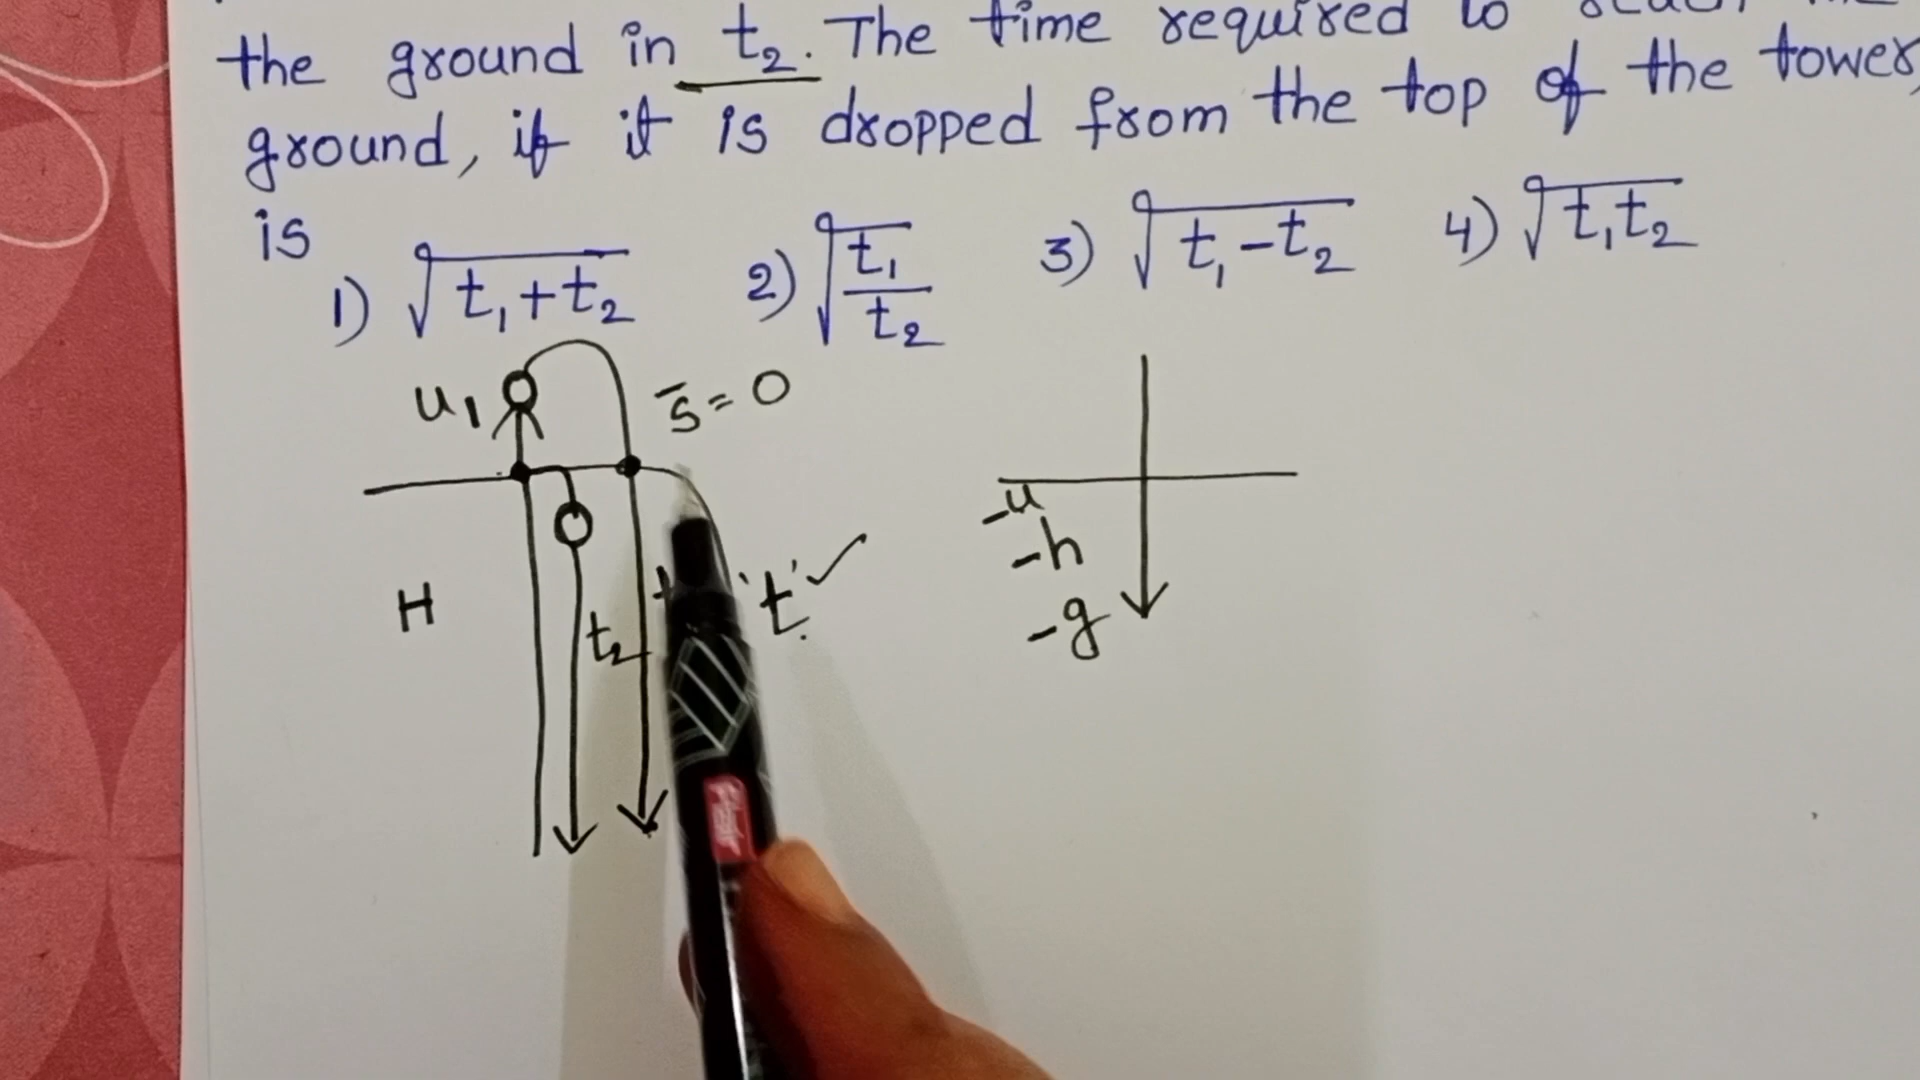 the ground in t₂. The time required to
ground, if it is dropped from the top of the tower,
is
1) √(t₁+t₂) 2) √(t₁/t₂) 3) √(t₁-t₂) 4) √(t₁t₂)
u₁ s̄ = 0
-u
-h
H t₂ 't' ✓ -g